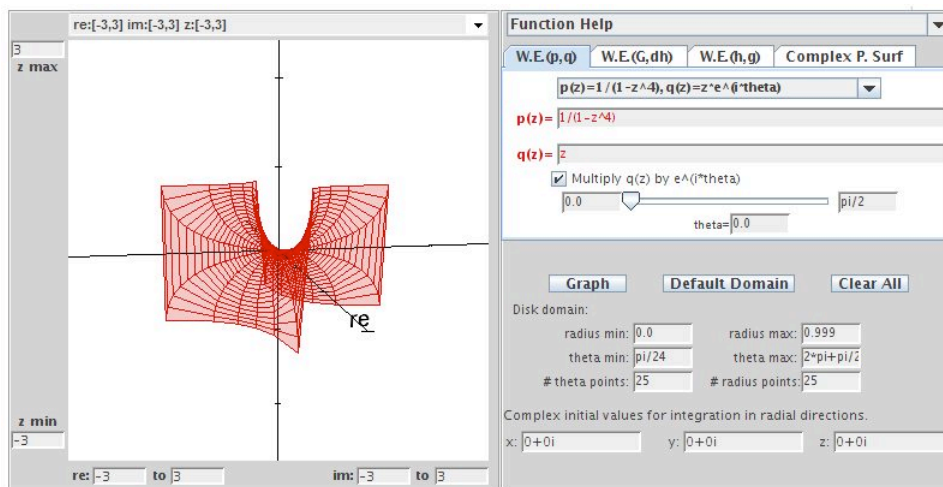 re:[-3,3] im:[-3,3] z:[-3,3]
3
z max
re
z min
-3
re: -3 to 3 im: -3 to 3
Function Help
W.E.(p,q) W.E.(G,dh) W.E.(h,g) Complex P. Surf
p(z)=1/(1-z^4), q(z)=z*e^(i*theta)
p(z)= 1/(1-z^4)
q(z)= z
Multiply q(z) by e^(i*theta)
0.0 pi/2
theta= 0.0
Graph Default Domain Clear All
Disk domain:
radius min: 0.0 radius max: 0.999
theta min: pi/24 theta max: 2*pi+pi/2
# theta points: 25 # radius points: 25
Complex initial values for integration in radial directions.
x: 0+0i y: 0+0i z: 0+0i